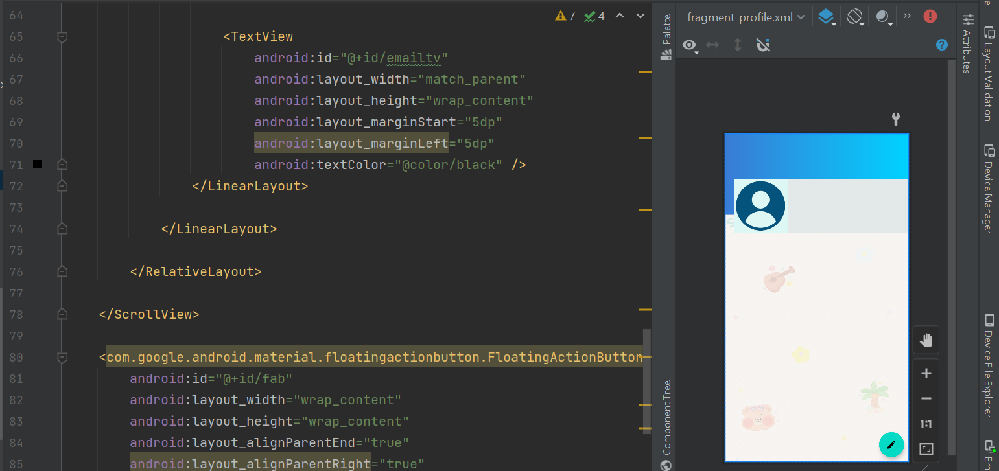 64
7 4
65 <TextView
66 android:id="@+id/emailtv"
67 android:layout_width="match_parent"
68 android:layout_height="wrap_content"
69 android:layout_marginStart="5dp"
70 android:layout_marginLeft="5dp"
71 android:textColor="@color/black" />
72 </LinearLayout>
73
74 </LinearLayout>
75
76 </RelativeLayout>
77
78 </ScrollView>
79
80 <com.google.android.material.floatingactionbutton.FloatingActionButton
81 android:id="@+id/fab"
82 android:layout_width="wrap_content"
83 android:layout_height="wrap_content"
84 android:layout_alignParentEnd="true"
85 android:layout_alignParentRight="true"
Palette
Component Tree
fragment_profile.xml
1:1
Attributes
Layout Validation
Device Manager
Device File Explorer
Em